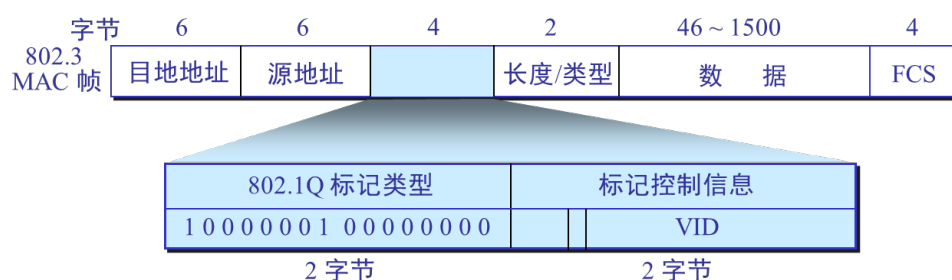 字节 6 6 4 2 46 ~ 1500 4
802.3
MAC 帧 目地地址 源地址 长度/类型 数 据 FCS
802.1Q 标记类型 标记控制信息
1 0 0 0 0 0 0 1 0 0 0 0 0 0 0 0 VID
2 字节 2 字节